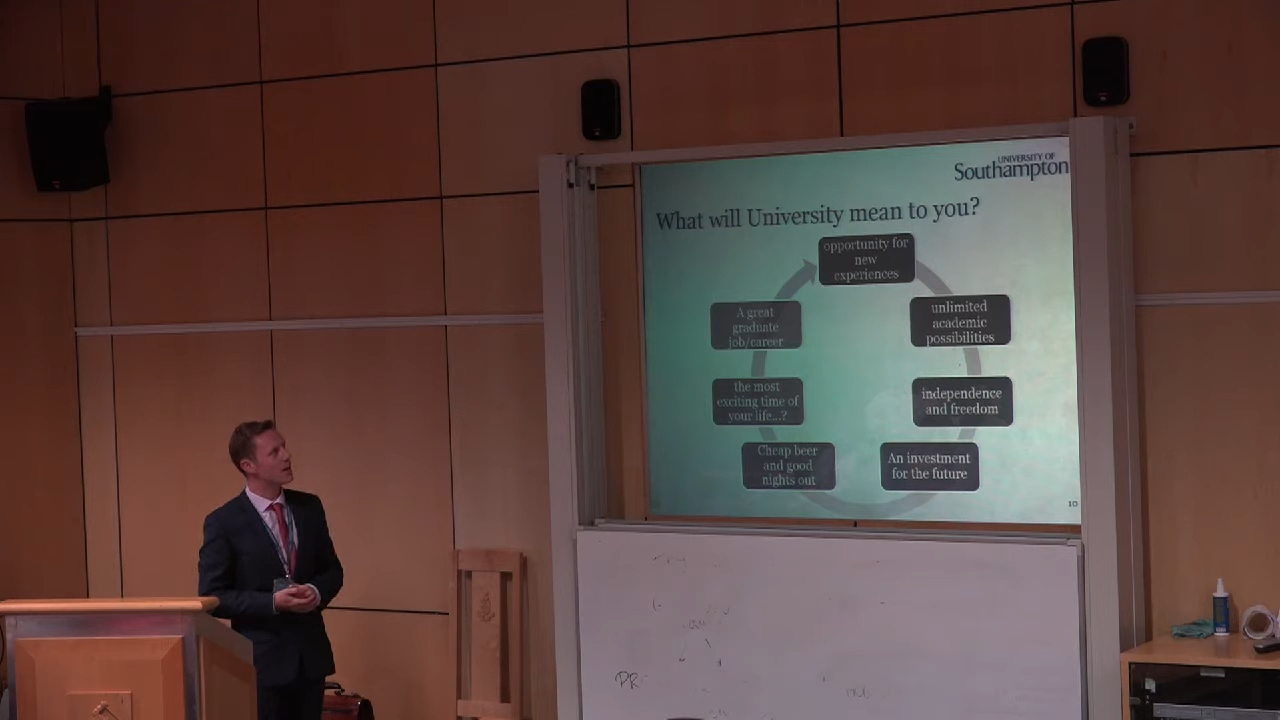 UNIVERSITY OF
Southampton
What will University mean to you?
opportunity for
new
experiences
unlimited
academic
possibilities
independence
and freedom
An investment
for the future
Cheap beer
and good
nights out
the most
exciting time of
your life...?
A great
graduate
job/career
10
PR